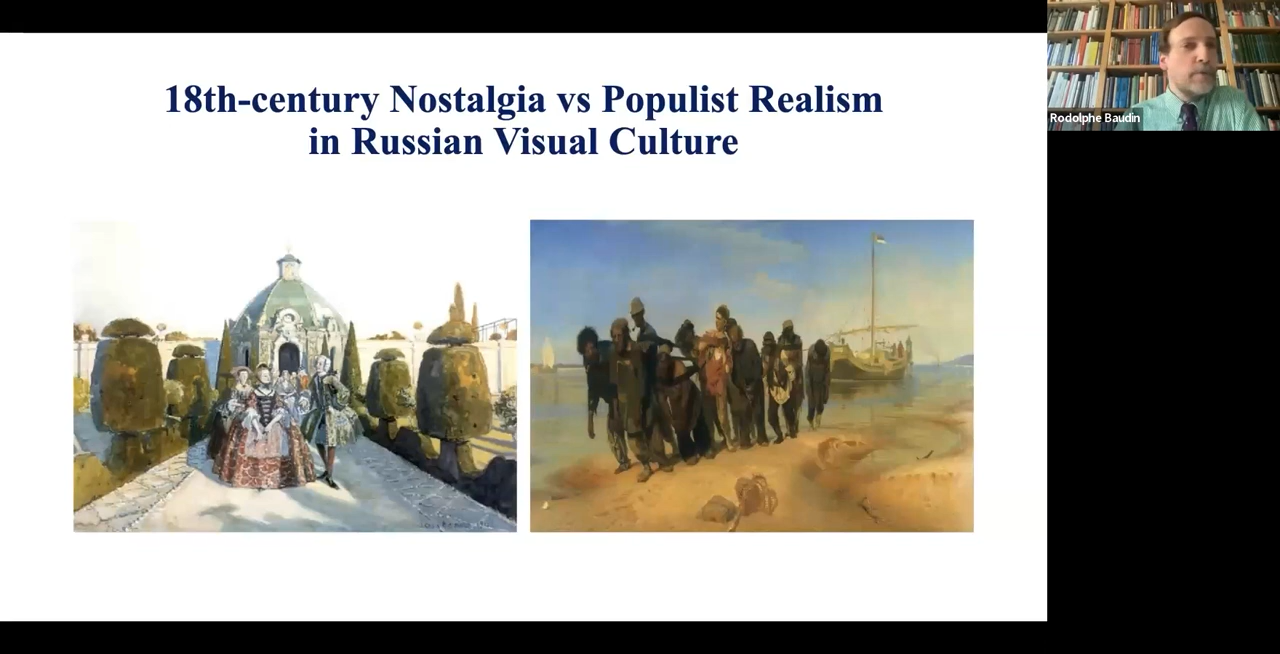 18th-century Nostalgia vs Populist Realism
in Russian Visual Culture
Rodolphe Baudin